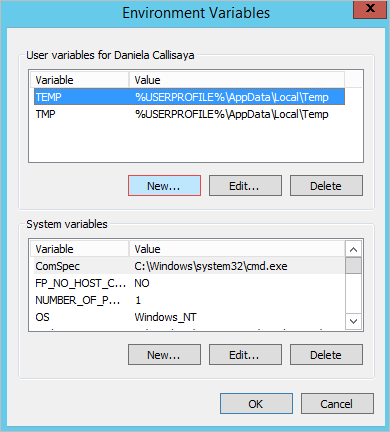 Environment Variables
User variables for Daniela Callisaya
Variable Value
TEMP %USERPROFILE%\AppData\Local\Temp
TMP %USERPROFILE%\AppData\Local\Temp
New... Edit... Delete
System variables
Variable Value
ComSpec C:\Windows\system32\cmd.exe
FP_NO_HOST_C... NO
NUMBER_OF_P... 1
OS Windows_NT
New... Edit... Delete
OK Cancel